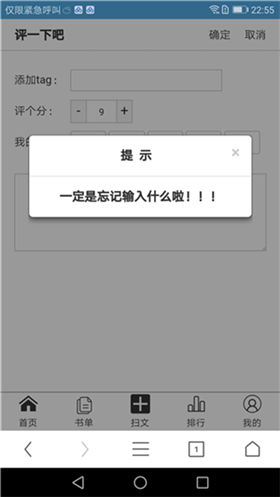 仅限紧急呼叫 22:55
评一下吧 确定 取消
添加tag：
评个分： - 9 +
我的
提 示 ×
一定是忘记输入什么啦！！！
首页 书单 扫文 排行 我的
1